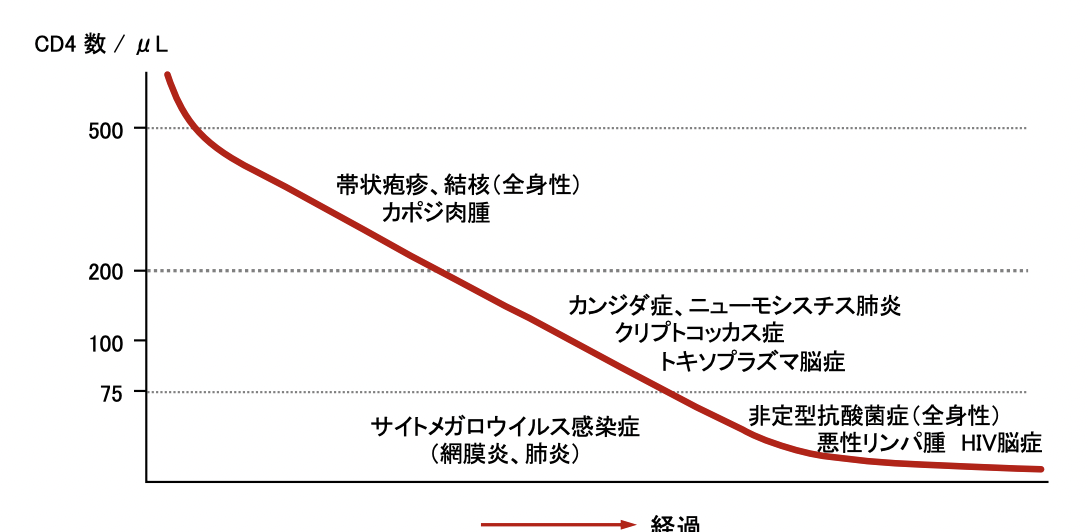 CD4 数 / μL
500
帯状疱疹、結核（全身性）
カポジ肉腫
200
カンジダ症、ニューモシスチス肺炎
クリプトコッカス症
100
トキソプラズマ脳症
75
非定型抗酸菌症（全身性）
サイトメガロウイルス感染症
悪性リンパ腫　HIV脳症
（網膜炎、肺炎）
経過